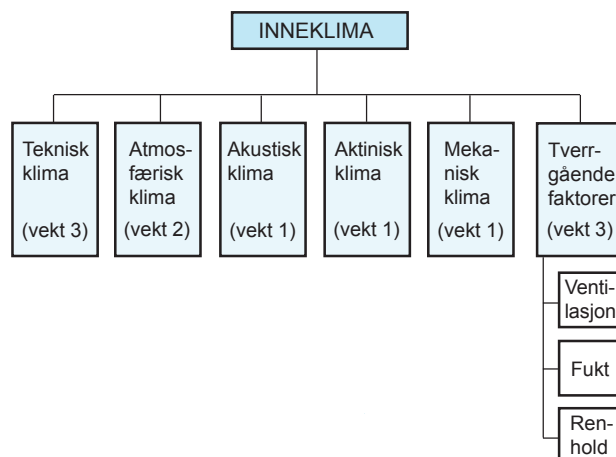 INNEKLIMA
Teknisk
klima
(vekt 3)
Atmos-
færisk
klima
(vekt 2)
Akustisk
klima
(vekt 1)
Aktinisk
klima
(vekt 1)
Meka-
nisk
klima
(vekt 1)
Tverr-
gående
faktorer
(vekt 3)
Venti-
lasjon
Fukt
Ren-
hold